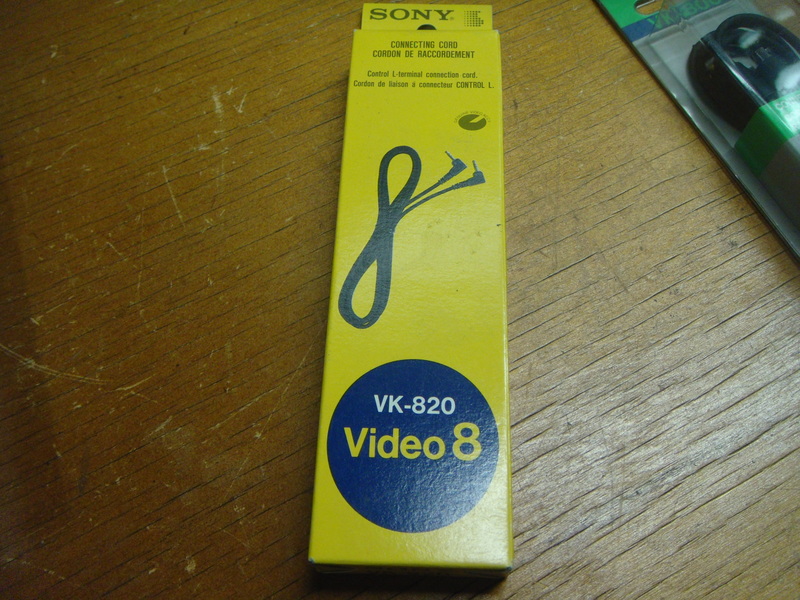 SONY
CONNECTING CORD
CORDON DE RACCORDEMENT
Control L-terminal connection cord.
Cordon de liaison á connecteur CONTROL L.
VK-820
Video 8